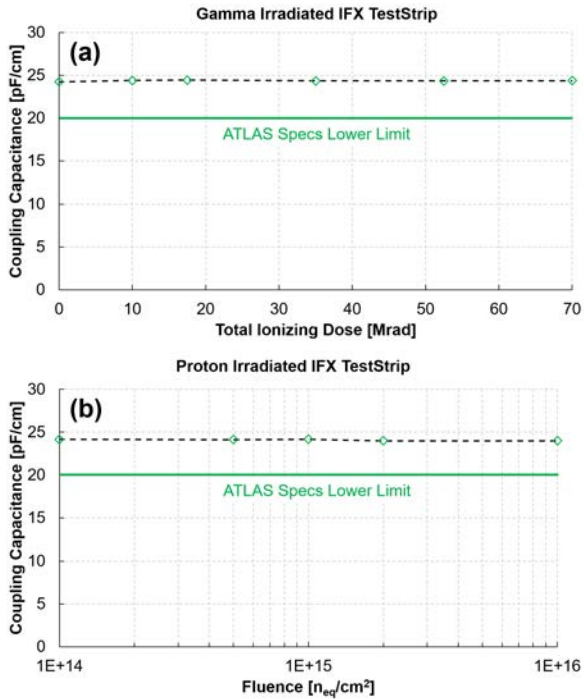 Gamma Irradiated IFX TestStrip
(a)
Coupling Capacitance [pF/cm]
30
25
20
15
10
5
0
ATLAS Specs Lower Limit
0 10 20 30 40 50 60 70
Total Ionizing Dose [Mrad]
Proton Irradiated IFX TestStrip
(b)
Coupling Capacitance [pF/cm]
30
25
20
15
10
5
0
ATLAS Specs Lower Limit
1E+14 1E+15 1E+16
Fluence [n_eq/cm²]